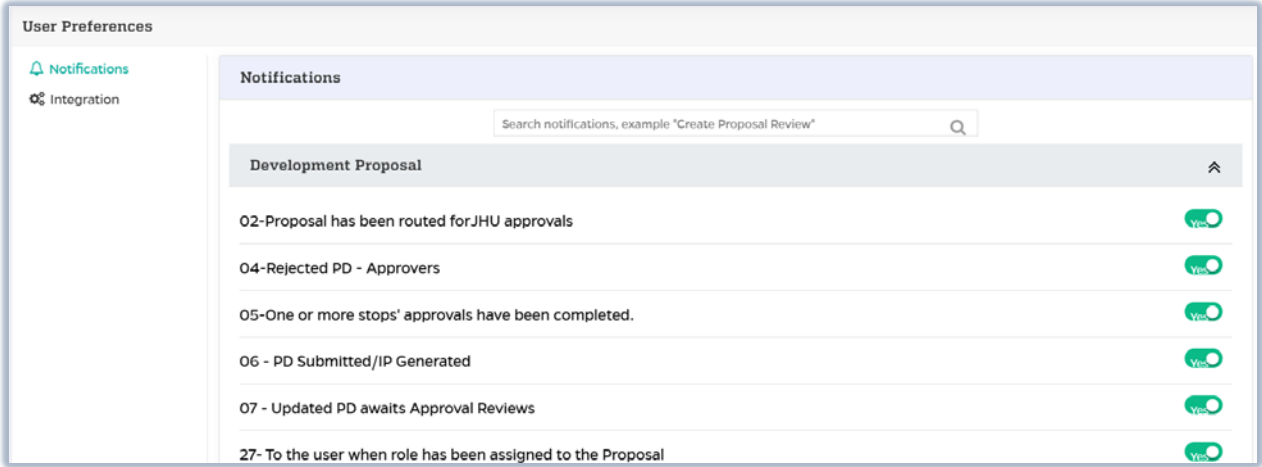 User Preferences
Notifications
Integration
Notifications
Search notifications, example "Create Proposal Review"
Development Proposal
02-Proposal has been routed forJHU approvals
Yes
04-Rejected PD - Approvers
Yes
05-One or more stops' approvals have been completed.
Yes
06 - PD Submitted/IP Generated
Yes
07 - Updated PD awaits Approval Reviews
Yes
27- To the user when role has been assigned to the Proposal
Yes